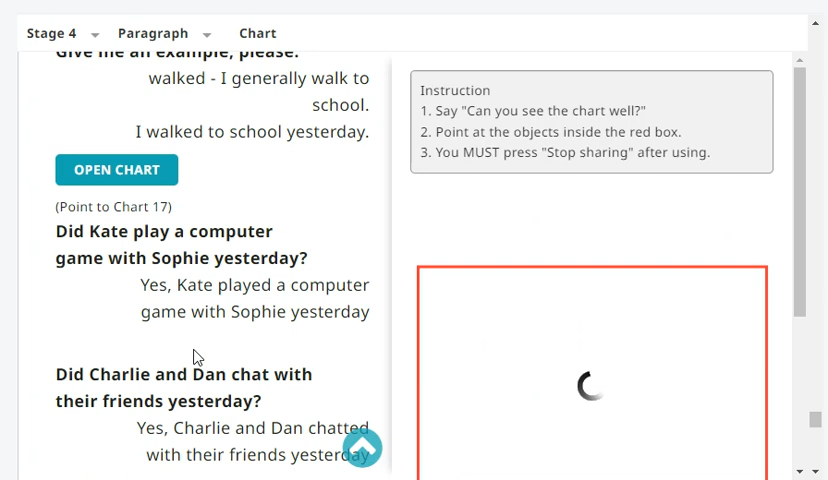 Stage 4 Paragraph Chart
Give me an example, please.
walked - I generally walk to
school.
I walked to school yesterday.
OPEN CHART
(Point to Chart 17)
Did Kate play a computer
game with Sophie yesterday?
Yes, Kate played a computer
game with Sophie yesterday
Did Charlie and Dan chat with
their friends yesterday?
Yes, Charlie and Dan chatted
with their friends yesterday
Instruction
1. Say "Can you see the chart well?"
2. Point at the objects inside the red box.
3. You MUST press "Stop sharing" after using.